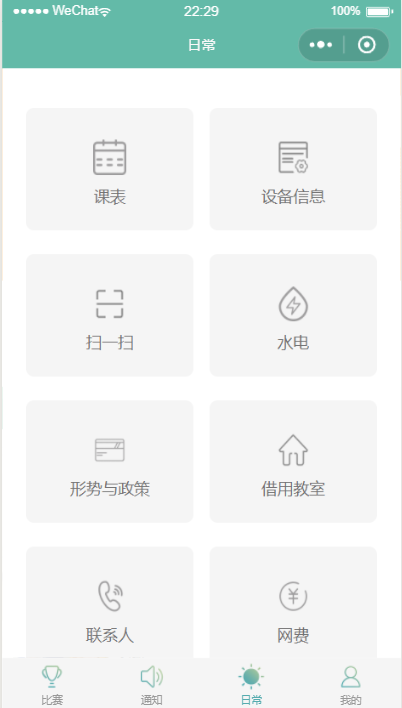 WeChat 22:29 100%
日常
课表 设备信息
扫一扫 水电
形势与政策 借用教室
联系人 网费
比赛 通知 日常 我的